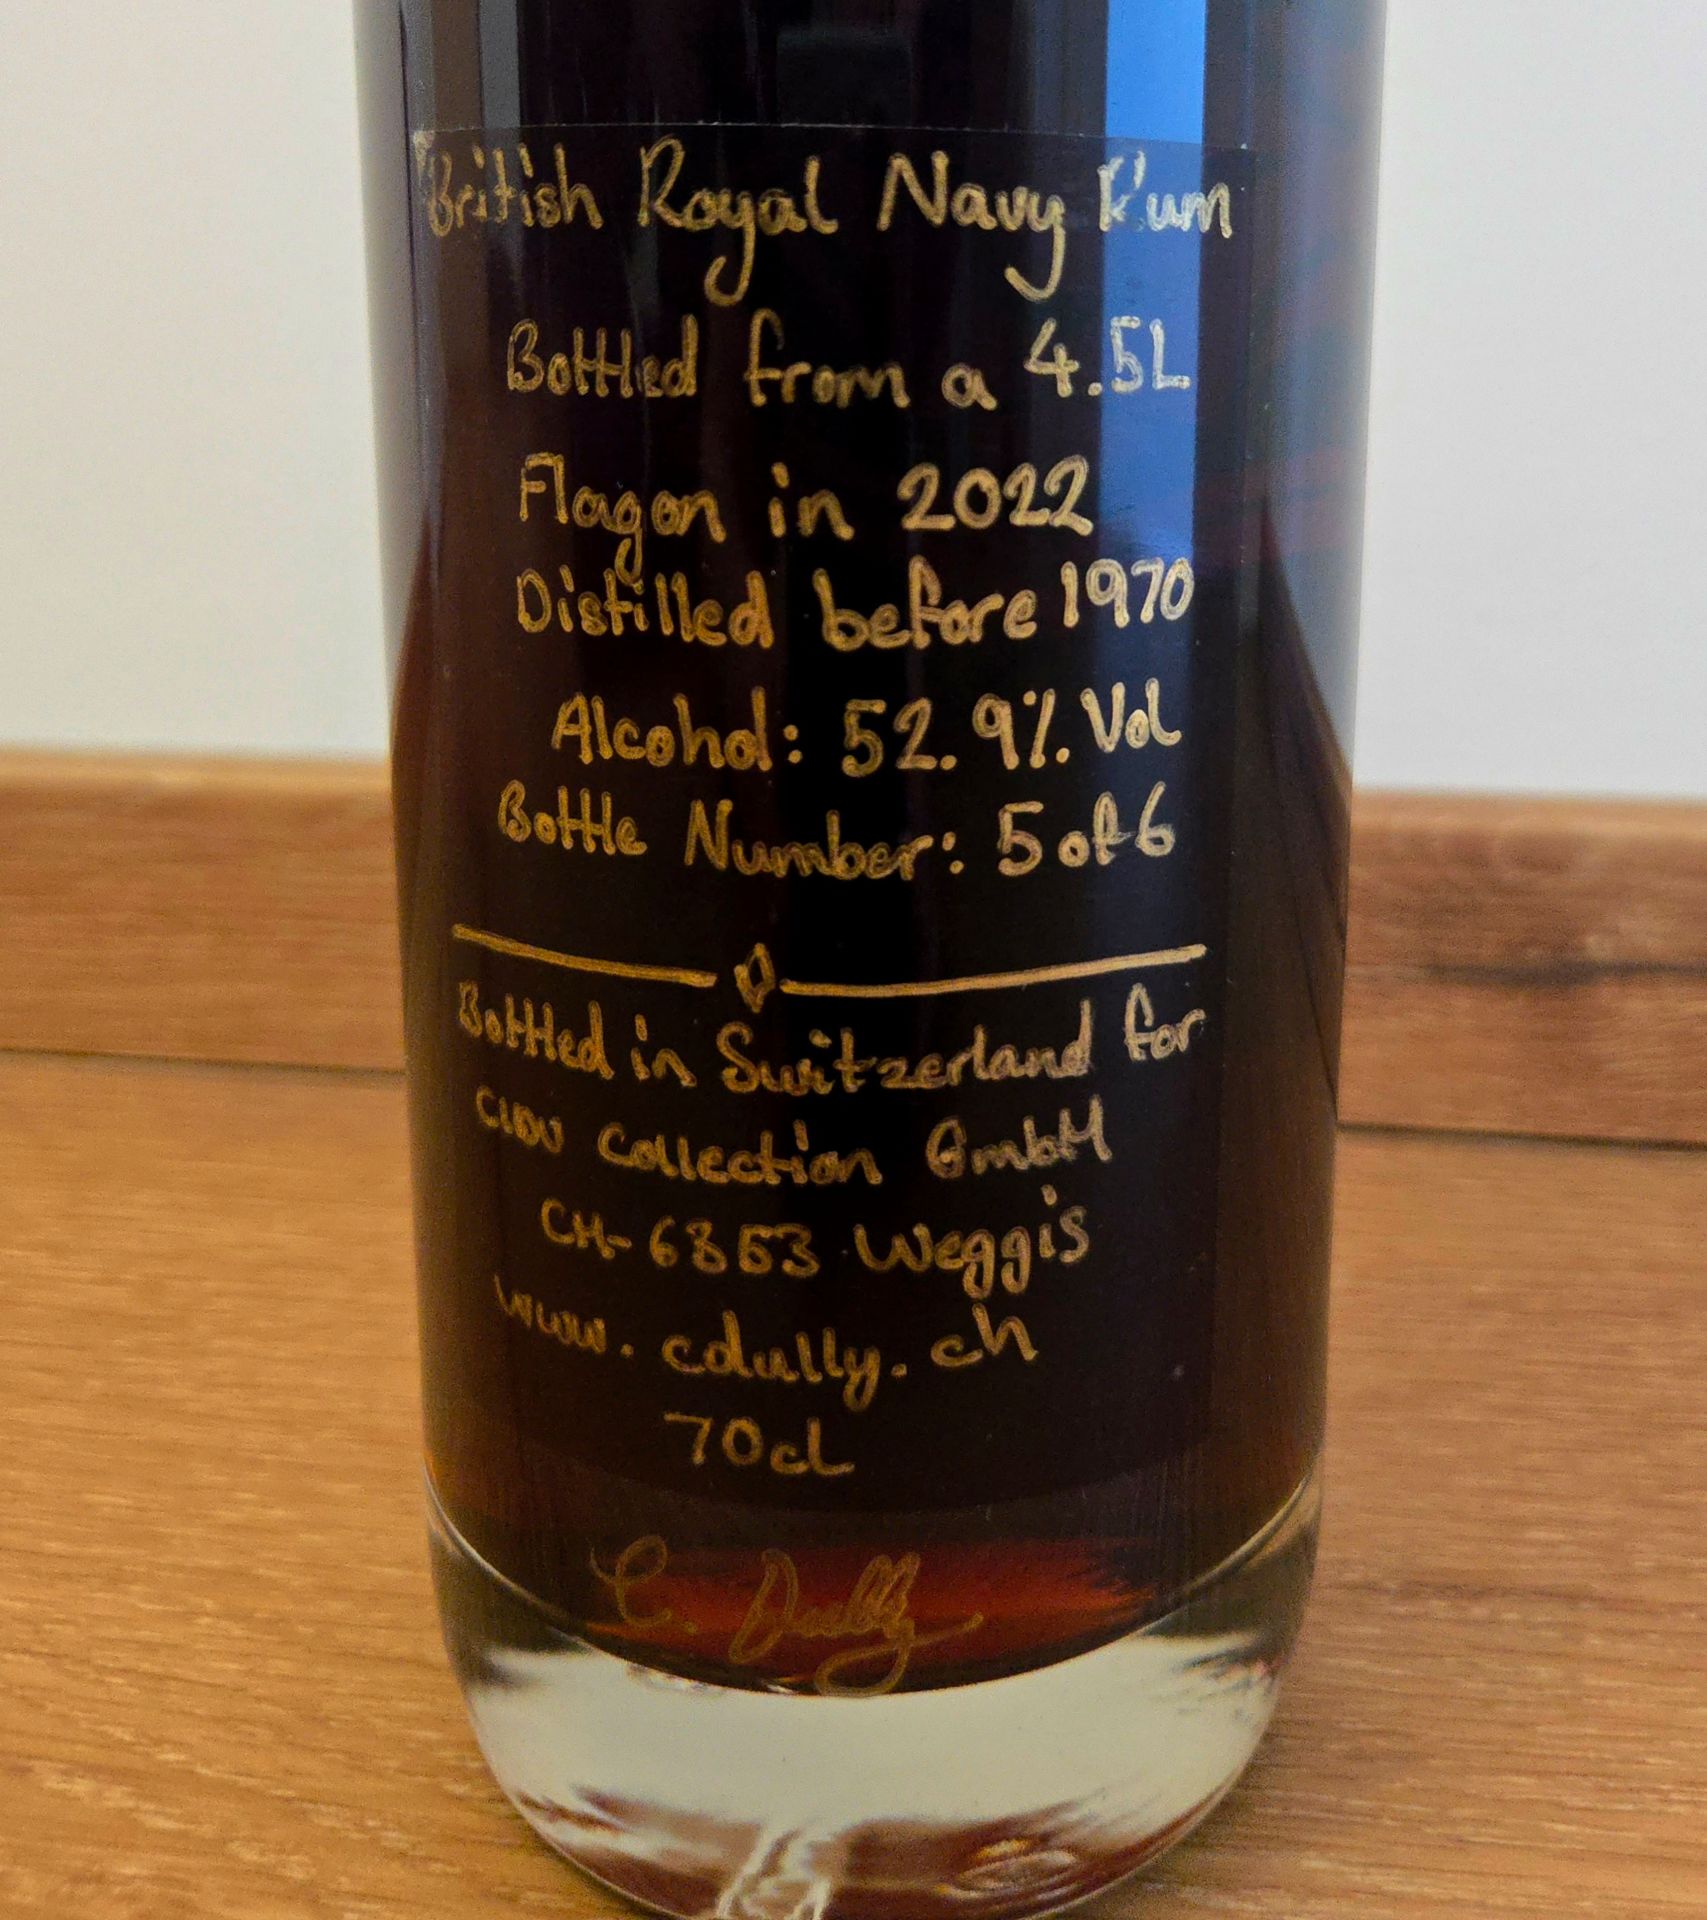 British Royal Navy Rum
Bottled from a 4.5L
Flagon in 2022
Distilled before 1970
Alcohol: 52.9% Vol
Bottle Number: 5 of 6
Bottled in Switzerland for
Collection GmbH
CH- 6353 Weggis
www.cdully.ch
70cl
C. Dully